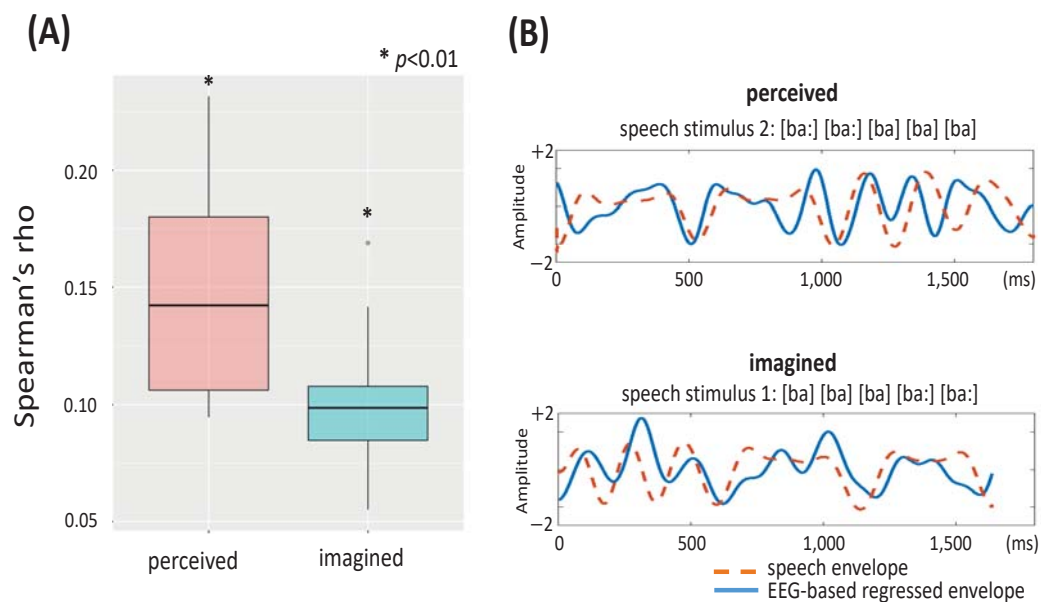 (A)
* p<0.01
*
*
Spearman's rho
0.20
0.15
0.10
0.05
perceived
imagined
(B)
perceived
speech stimulus 2: [ba:] [ba:] [ba] [ba] [ba]
+2
Amplitude
−2
0
500
1,000
1,500
(ms)
imagined
speech stimulus 1: [ba] [ba] [ba] [ba:] [ba:]
+2
Amplitude
−2
0
500
1,000
1,500
(ms)
speech envelope
EEG-based regressed envelope